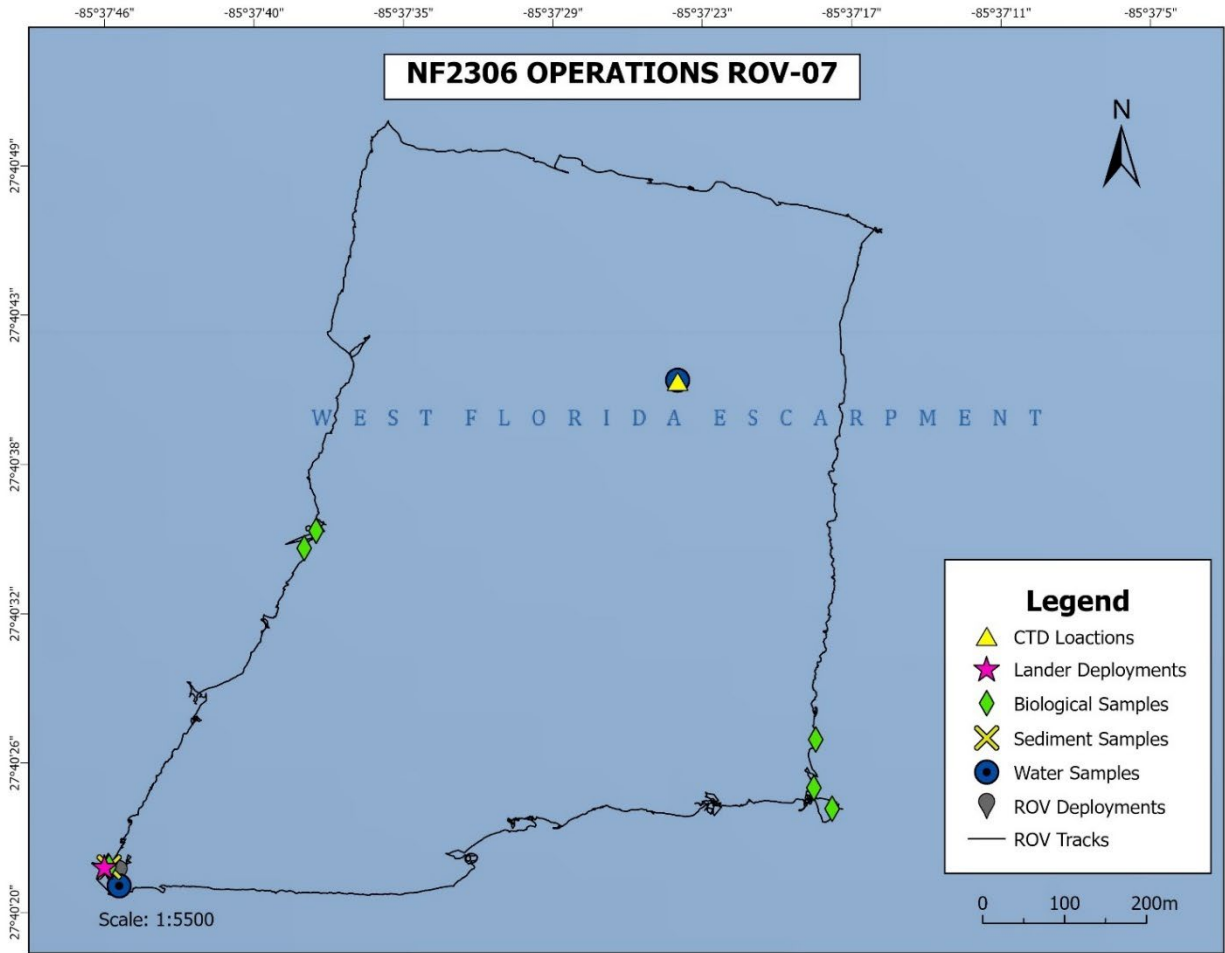 -85°37'46" -85°37'40" -85°37'35" -85°37'29" -85°37'23" -85°37'17" -85°37'11" -85°37'5"
NF2306 OPERATIONS ROV-07
N
27°40'49"
27°40'43"
WEST FLORIDA ESCARPMENT
27°40'38"
27°40'32"
27°40'26"
27°40'20"
Legend
CTD Loactions
Lander Deployments
Biological Samples
Sediment Samples
Water Samples
ROV Deployments
ROV Tracks
Scale: 1:5500
0 100 200m